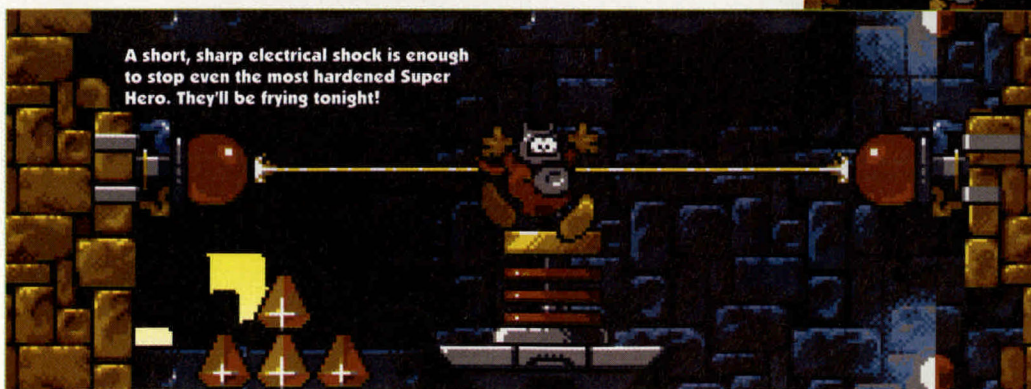 A short, sharp electrical shock is enough
to stop even the most hardened Super
Hero. They'll be frying tonight!